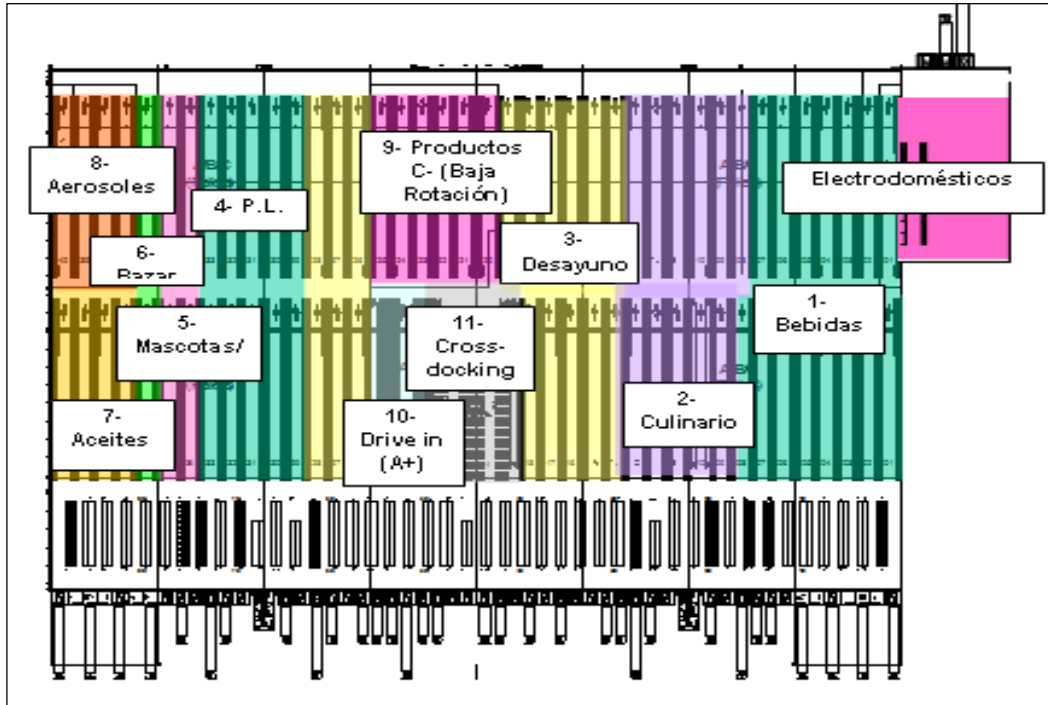 8-
Aerosoles
9- Productos
C- (Baja
Rotación)
Electrodomésticos
4- P.L.
6-
Bazar
3-
Desayuno
5-
Mascotas/
11-
Cross-
docking
1-
Bebidas
7-
Aceites
10-
Drive in
(A+)
2-
Culinario